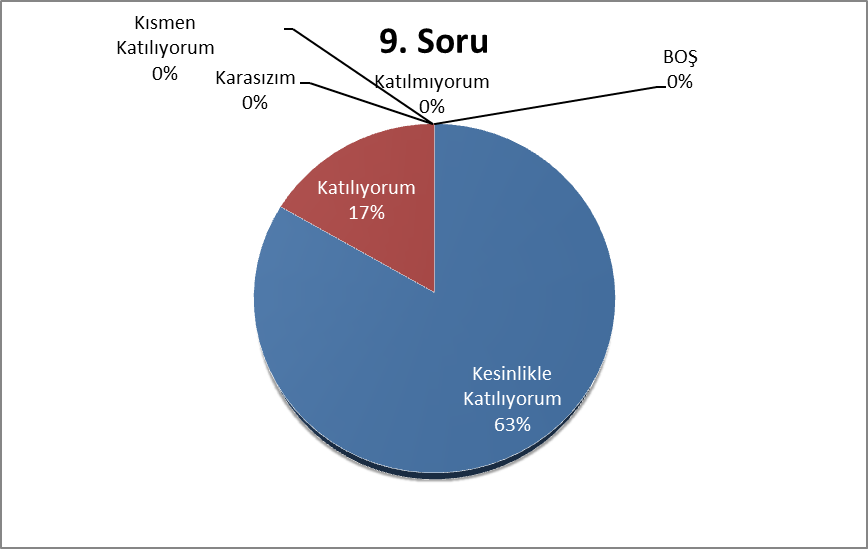 9. Soru
Kısmen
Katılıyorum
0%
Karasızım
0%
Katılmıyorum
0%
BOŞ
0%
Katılıyorum
17%
Kesinlikle
Katılıyorum
63%